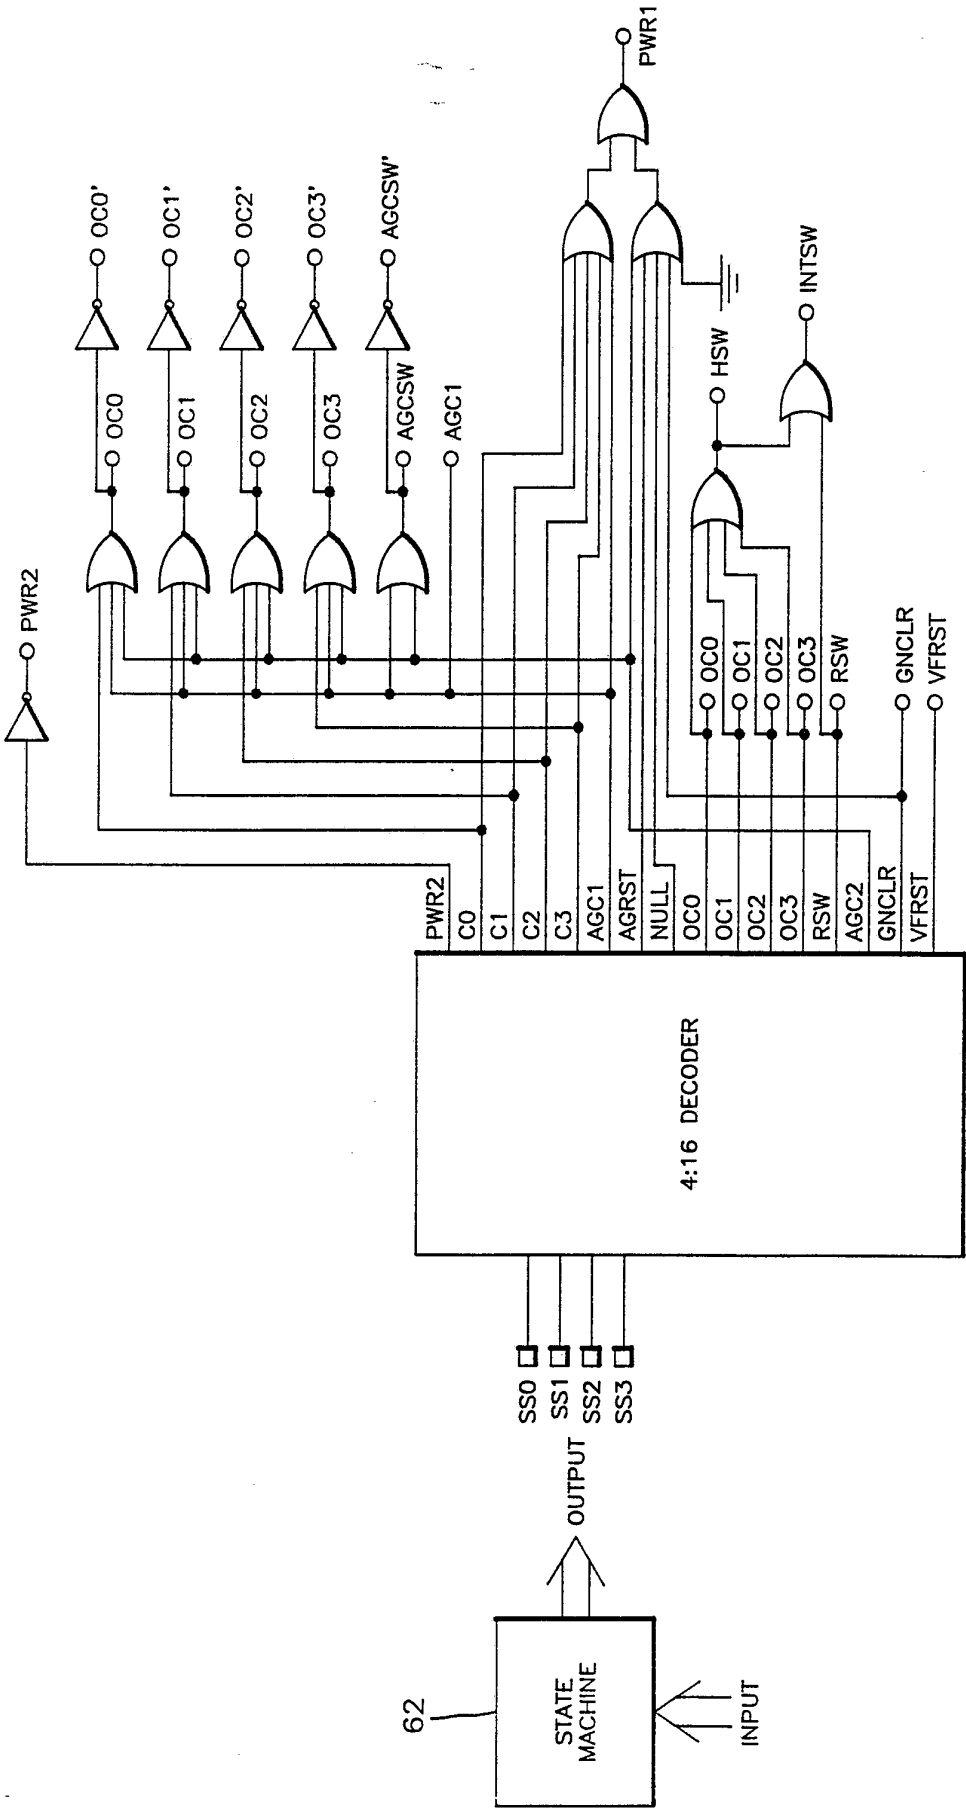 62
STATE
MACHINE
INPUT
OUTPUT
SS0
SS1
SS2
SS3
4:16 DECODER
PWR2
C0
C1
C2
C3
AGC1
AGRST
NULL
OC0
OC1
OC2
OC3
RSW
AGC2
GNCLR
VFRST
PWR2
OC0
OC1
OC2
OC3
AGCSW
AGC1
OC0'
OC1'
OC2'
OC3'
AGCSW'
PWR1
HSW
INTSW
OC0
OC1
OC2
OC3
RSW
GNCLR
VFRST